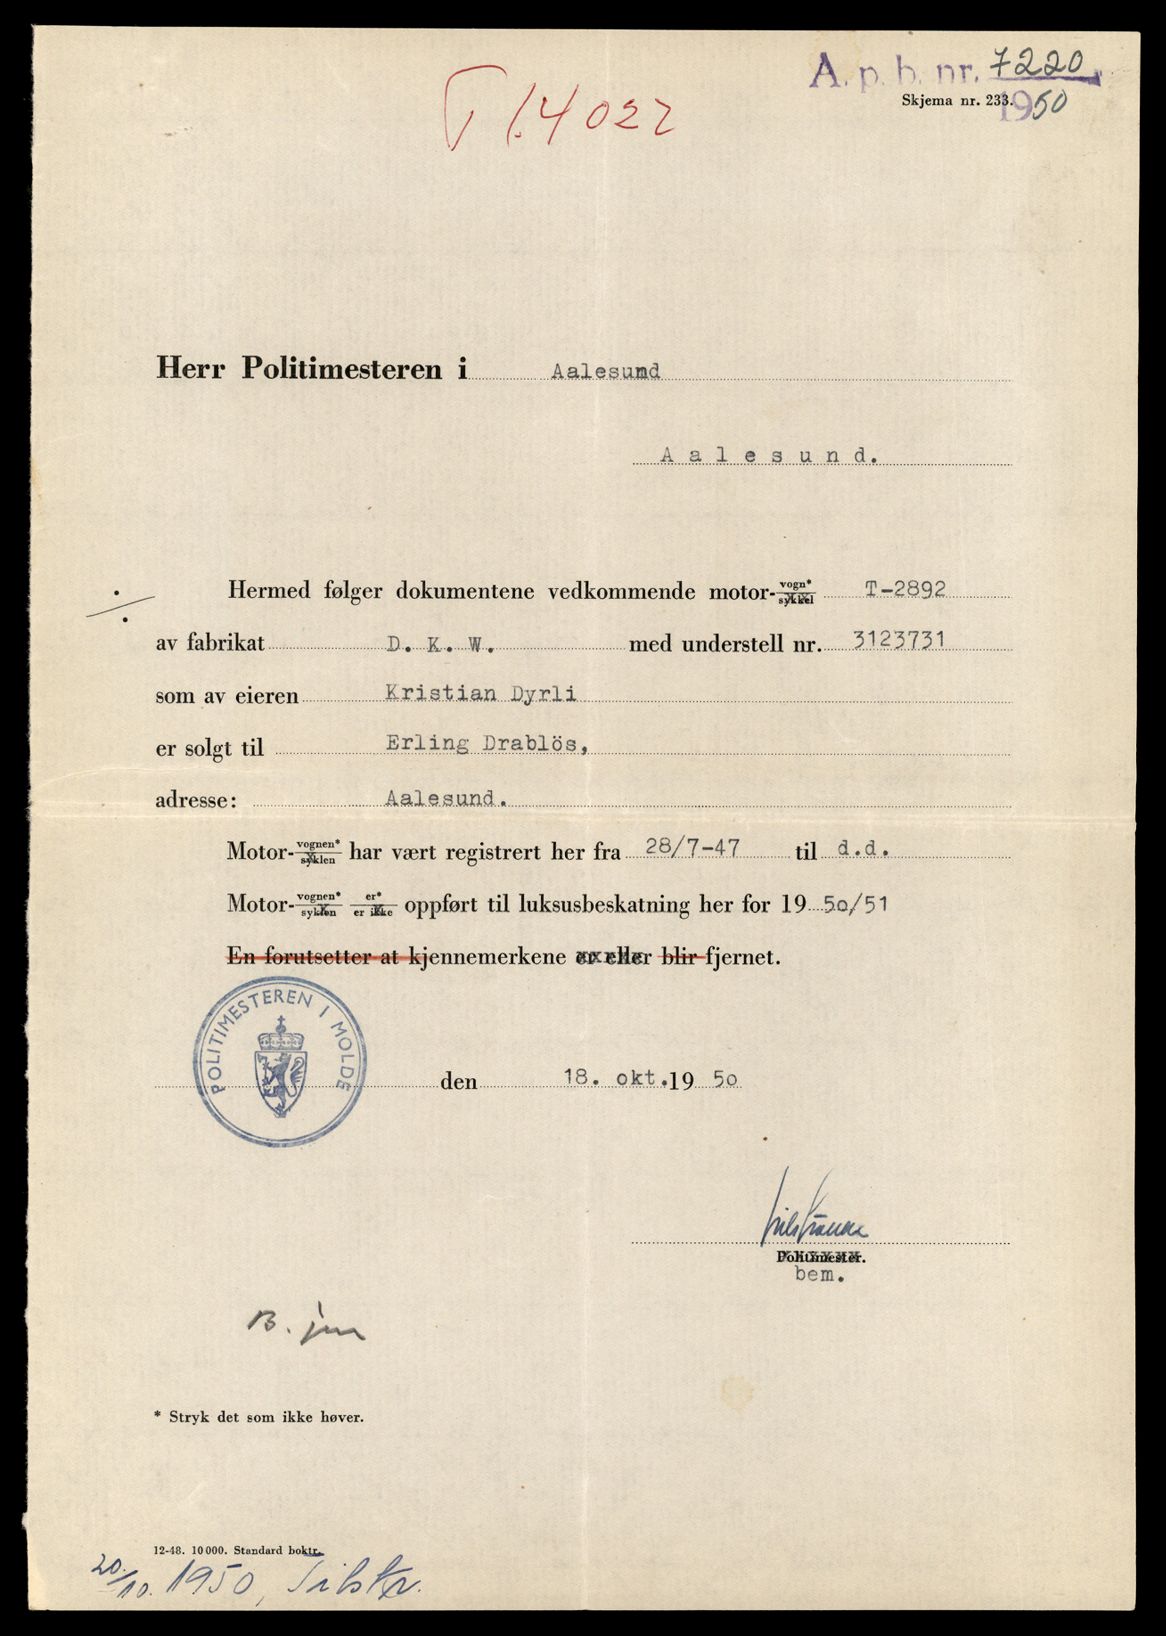 A. p. b. nr. 7220
Skjema nr. 233.
1950
T 14022
Herr Politimesteren i Aalesund
Aalesund.
Hermed følger dokumentene vedkommende motor-vogn* sykkel T-2892
av fabrikat D. K. W. med understell nr. 3123731
som av eieren Kristian Dyrli
er solgt til Erling Drablös,
adresse: Aalesund.
Motor-vognen* syklen har vært registrert her fra 28/7-47 til d.d.
Motor-vognen* syklen er* er ikke oppført til luksusbeskatning her for 19 50/51
En forutsetter at kjennemerkene er eller blir fjernet.
POLITIMESTEREN I MOLDE
den 18. okt. 19 50
Politimester.
bem.
B. jnr
* Stryk det som ikke høver.
12-48. 10 000. Standard boktr.
20/10. 1950,